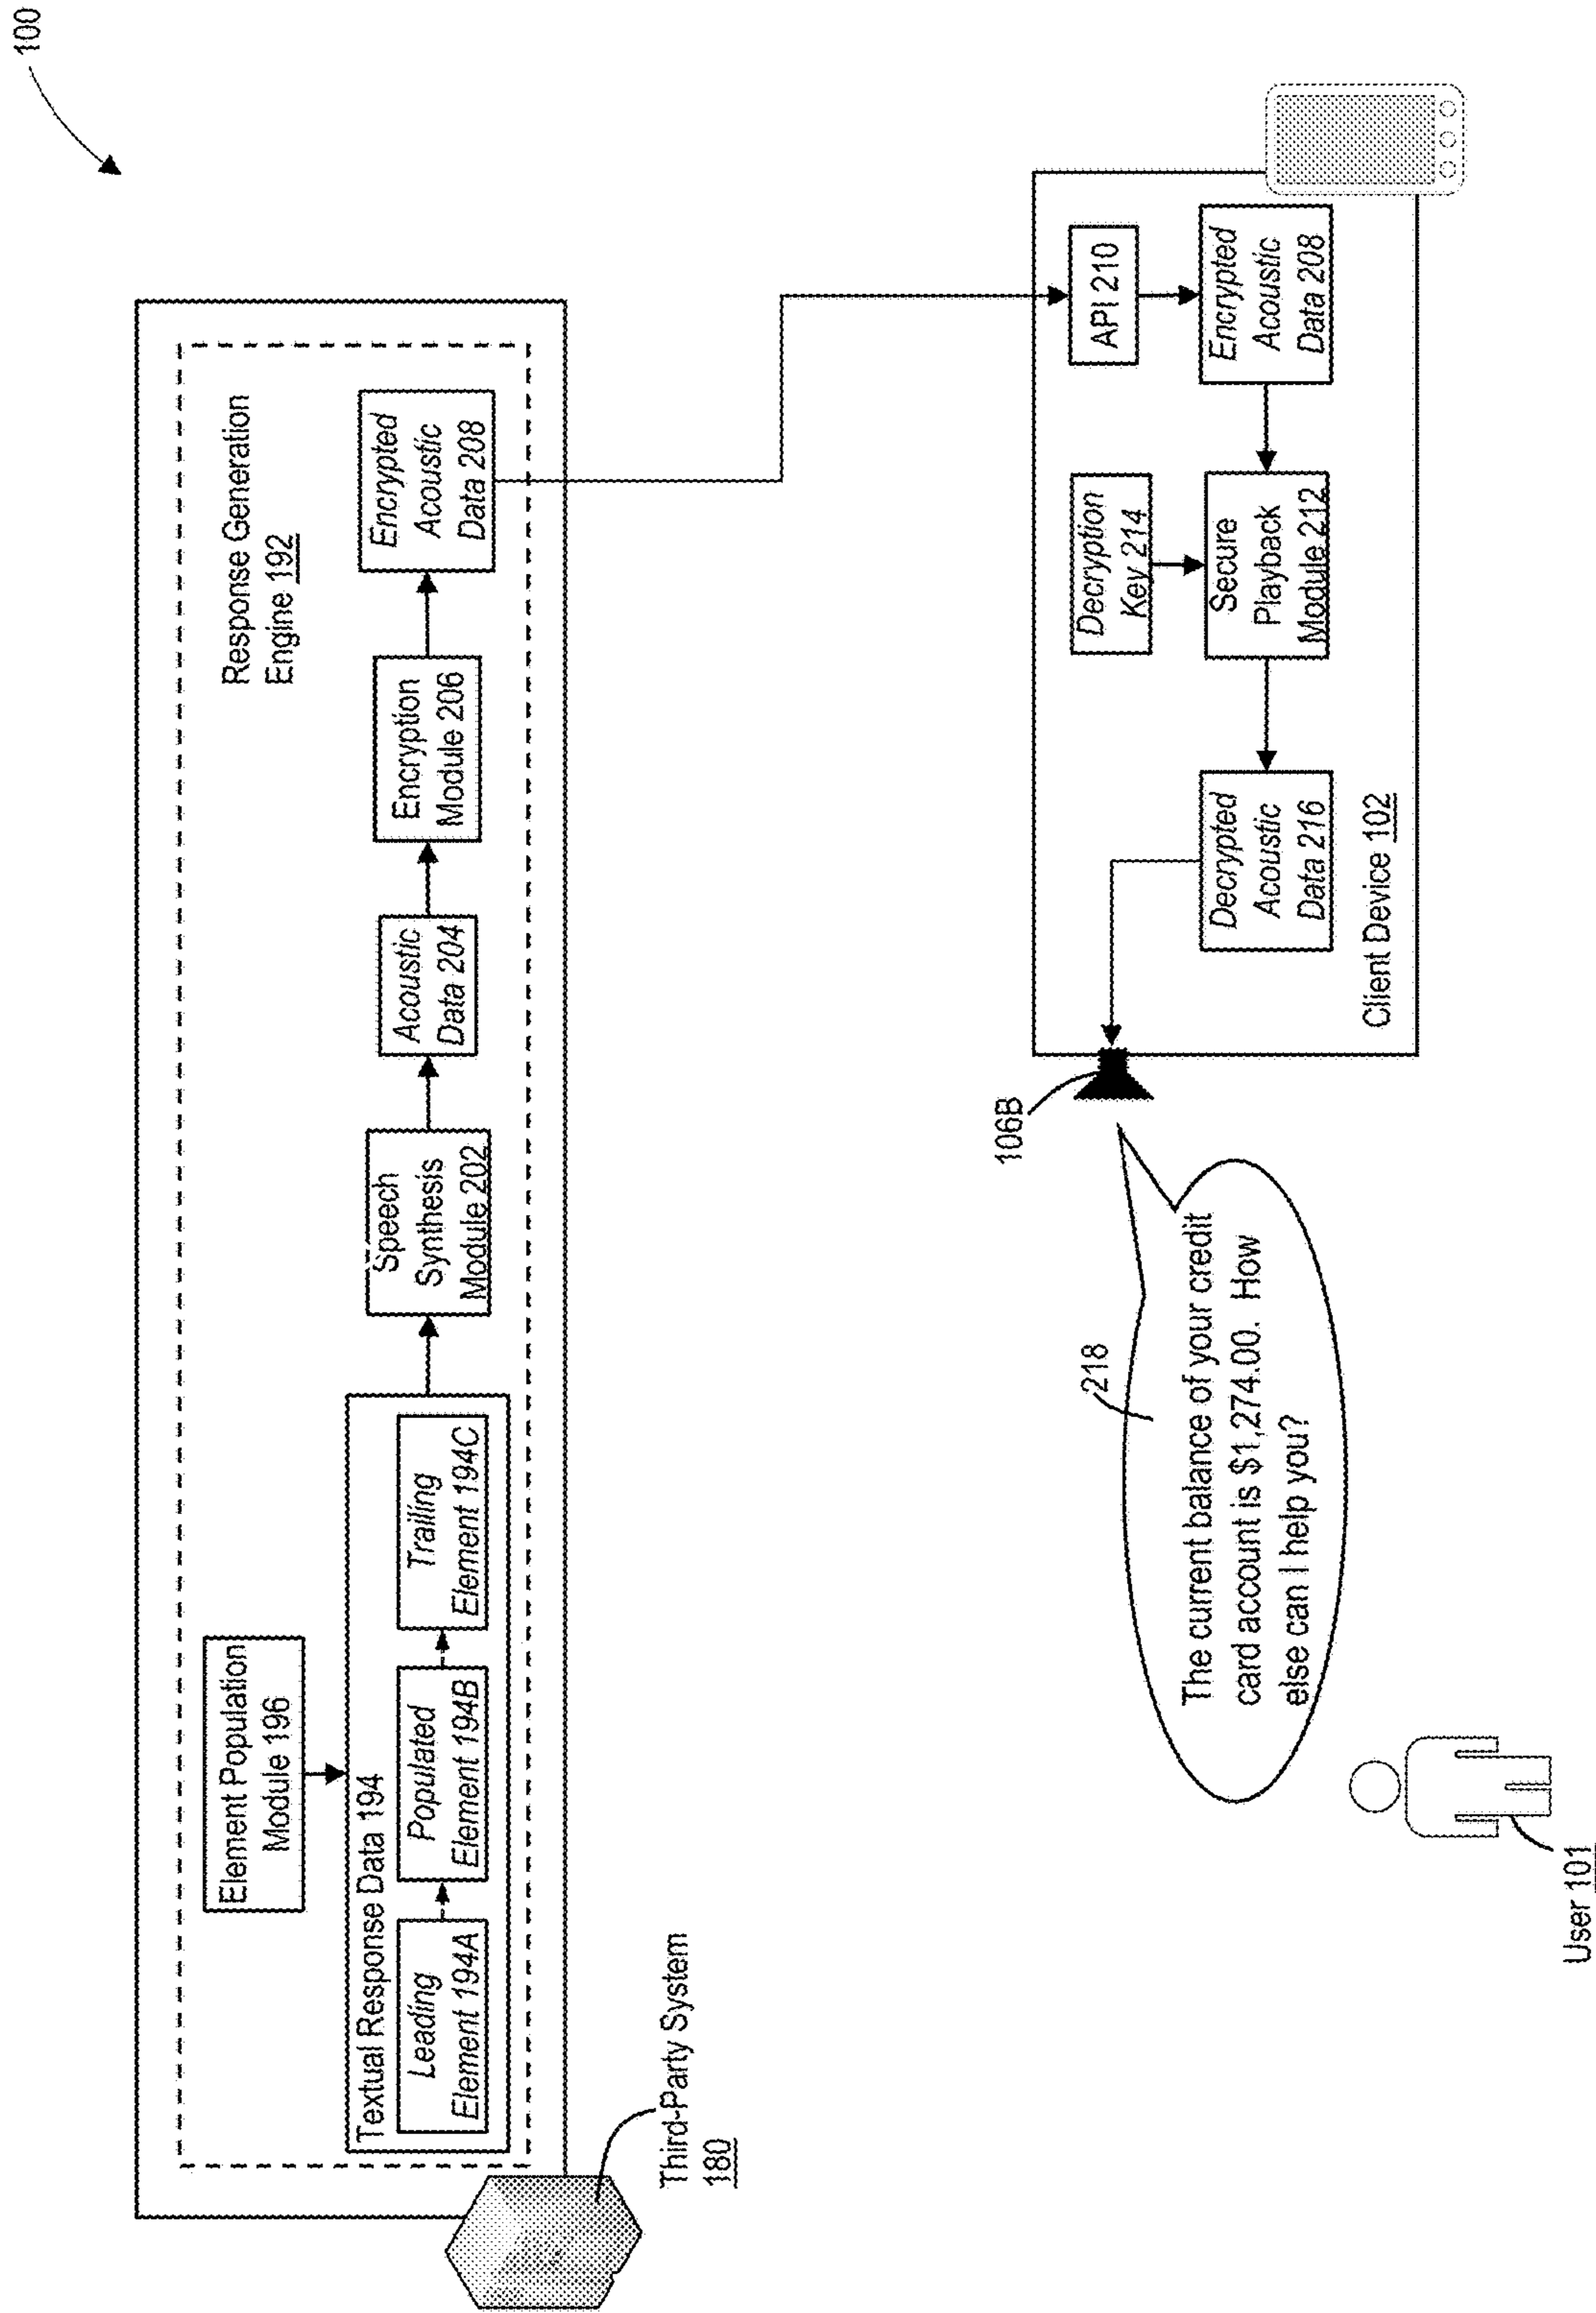 100
Response Generation
Engine 192
Element Population
Module 196
Textual Response Data 194
Leading
Element 194A
Populated
Element 194B
Trailing
Element 194C
Speech
Synthesis
Module 202
Acoustic
Data 204
Encryption
Module 206
Encrypted
Acoustic
Data 208
Third-Party System
180
API 210
Encrypted
Acoustic
Data 208
Decryption
Key 214
Secure
Playback
Module 212
Decrypted
Acoustic
Data 216
Client Device 102
106B
218
The current balance of your credit
card account is $1,274.00. How
else can I help you?
User 101